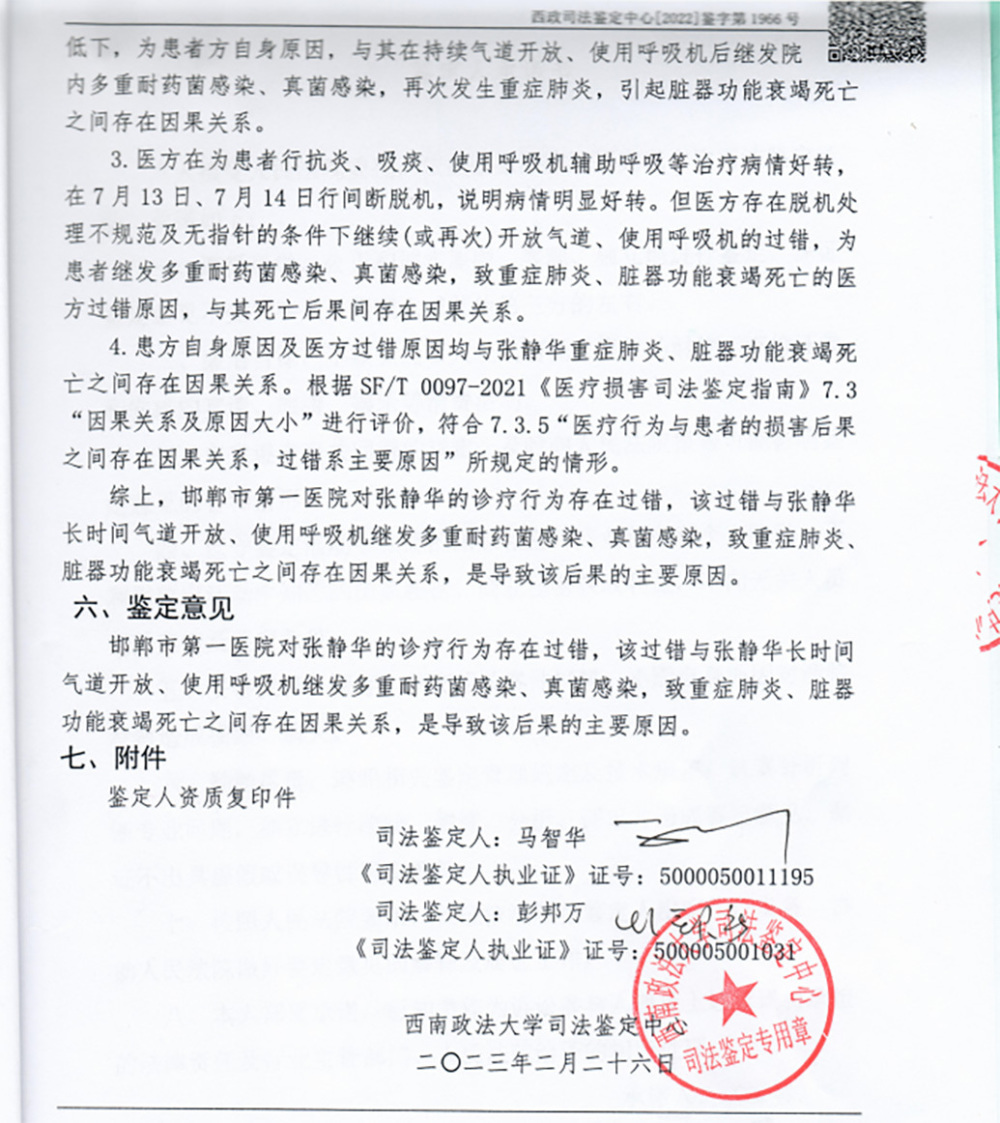 西政司法鉴定中心[2022]鉴字第1966号
低下，为患者方自身原因，与其在持续气道开放、使用呼吸机后继发院
内多重耐药菌感染、真菌感染，再次发生重症肺炎，引起脏器功能衰竭死亡
之间存在因果关系。
3.医方在为患者行抗炎、吸痰、使用呼吸机辅助呼吸等治疗病情好转，
在7月13日、7月14日行间断脱机，说明病情明显好转。但医方存在脱机处
理不规范及无指针的条件下继续(或再次)开放气道、使用呼吸机的过错，为
患者继发多重耐药菌感染、真菌感染，致重症肺炎、脏器功能衰竭死亡的医
方过错原因，与其死亡后果间存在因果关系。
4.患方自身原因及医方过错原因均与张静华重症肺炎、脏器功能衰竭死
亡之间存在因果关系。根据SF/T 0097-2021《医疗损害司法鉴定指南》7.3
“因果关系及原因大小”进行评价，符合7.3.5“医疗行为与患者的损害后果
之间存在因果关系，过错系主要原因”所规定的情形。
综上，邯郸市第一医院对张静华的诊疗行为存在过错，该过错与张静华
长时间气道开放、使用呼吸机继发多重耐药菌感染、真菌感染，致重症肺炎、
脏器功能衰竭死亡之间存在因果关系，是导致该后果的主要原因。
六、鉴定意见
邯郸市第一医院对张静华的诊疗行为存在过错，该过错与张静华长时间
气道开放、使用呼吸机继发多重耐药菌感染、真菌感染，致重症肺炎、脏器
功能衰竭死亡之间存在因果关系，是导致该后果的主要原因。
七、附件
鉴定人资质复印件
司法鉴定人：马智华
《司法鉴定人执业证》证号：5000050011195
司法鉴定人：彭邦万
《司法鉴定人执业证》证号：500005001031
西南政法大学司法鉴定中心
二〇二三年二月二十六日
西南政法大学司法鉴定中心
司法鉴定专用章